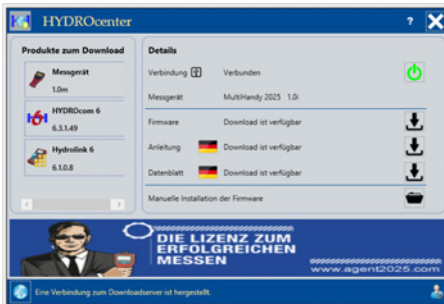 HYDROcenter
?
Produkte zum Download
Messgerät
1.0m
HYDROcom 6
6.3.1.49
Hydrolink 6
6.1.0.8
Details
Verbindung
Verbunden
Messgerät
MultiHandy 2025 1.0i
Firmware
Download ist verfügbar
Anleitung
Download ist verfügbar
Datenblatt
Download ist verfügbar
Manuelle Installation der Firmware
DIE LIZENZ ZUM
ERFOLGREICHEN
MESSEN
www.agent2025.com
Eine Verbindung zum Downloadserver ist hergestellt.